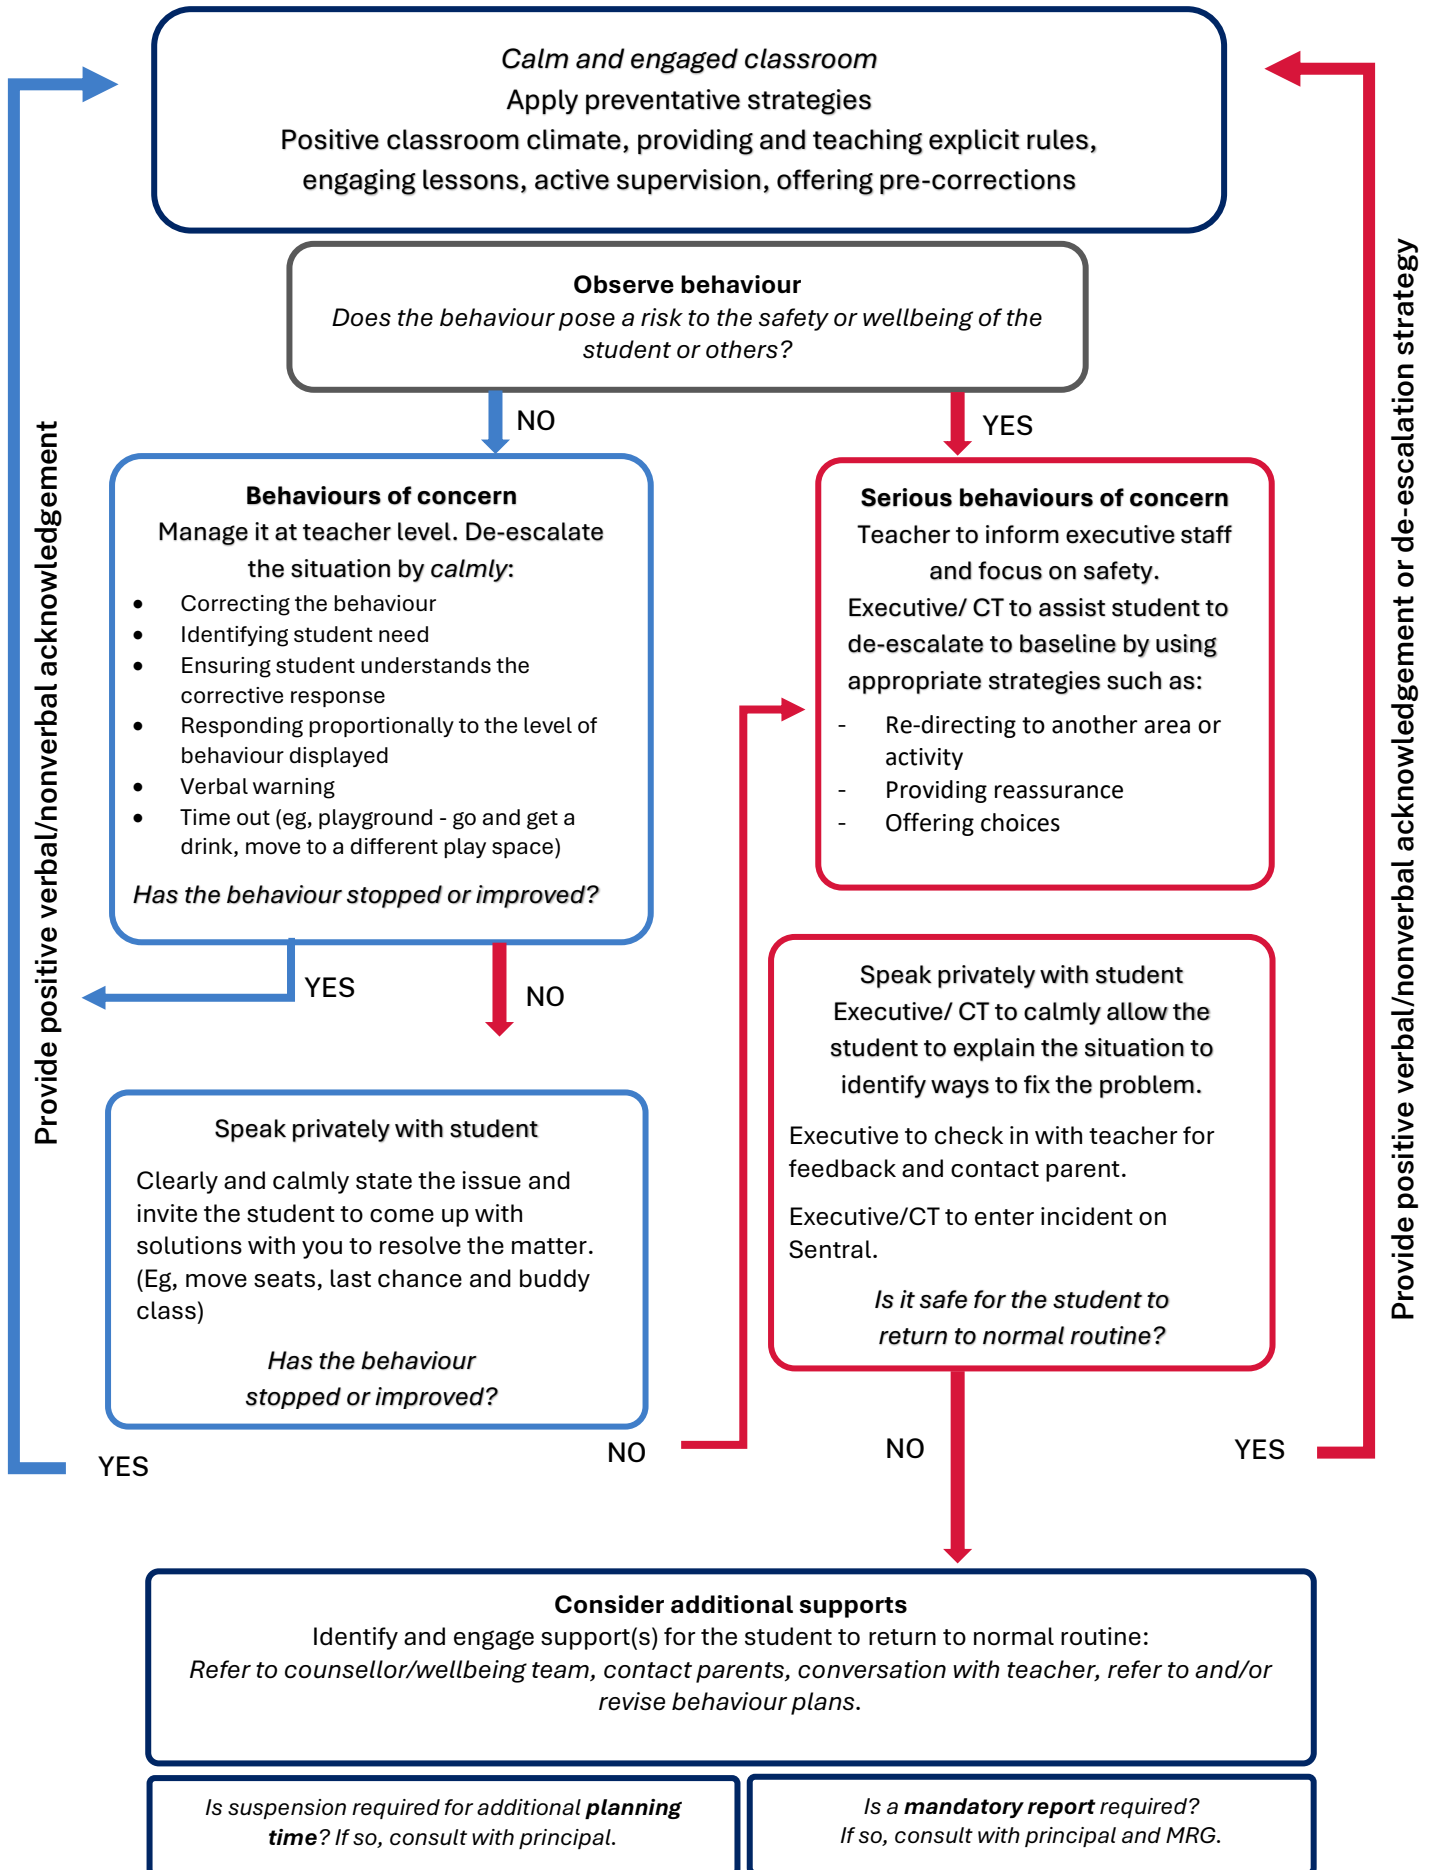 Calm and engaged classroom
Apply preventative strategies
Positive classroom climate, providing and teaching explicit rules,
engaging lessons, active supervision, offering pre-corrections
Observe behaviour
Does the behaviour pose a risk to the safety or wellbeing of the
student or others?
NO
YES
Provide positive verbal/nonverbal acknowledgement
Behaviours of concern
Manage it at teacher level. De-escalate
the situation by calmly:
• Correcting the behaviour
• Identifying student need
• Ensuring student understands the
corrective response
• Responding proportionally to the level of
behaviour displayed
• Verbal warning
• Time out (eg, playground - go and get a
drink, move to a different play space)
Has the behaviour stopped or improved?
YES
NO
Speak privately with student
Clearly and calmly state the issue and
invite the student to come up with
solutions with you to resolve the matter.
(Eg, move seats, last chance and buddy
class)
Has the behaviour
stopped or improved?
YES
NO
Serious behaviours of concern
Teacher to inform executive staff
and focus on safety.
Executive/ CT to assist student to
de-escalate to baseline by using
appropriate strategies such as:
- Re-directing to another area or
activity
- Providing reassurance
- Offering choices
Speak privately with student
Executive/ CT to calmly allow the
student to explain the situation to
identify ways to fix the problem.
Executive to check in with teacher for
feedback and contact parent.
Executive/CT to enter incident on
Sentral.
Is it safe for the student to
return to normal routine?
NO
YES
Provide positive verbal/nonverbal acknowledgement or de-escalation strategy
Consider additional supports
Identify and engage support(s) for the student to return to normal routine:
Refer to counsellor/wellbeing team, contact parents, conversation with teacher, refer to and/or
revise behaviour plans.
Is suspension required for additional planning
time? If so, consult with principal.
Is a mandatory report required?
If so, consult with principal and MRG.